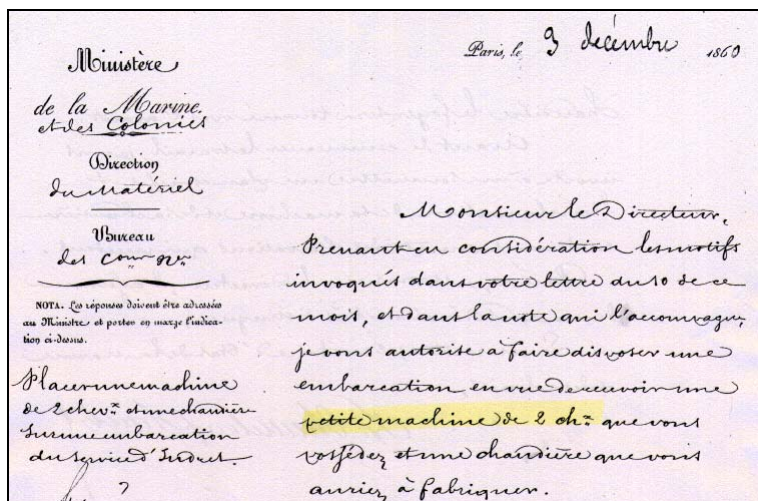 Ministère
de la Marine.
et des Colonies
Direction
du Matériel
Bureau
des
NOTA. Les réponses doivent être adressées
au Ministre, et porter en marge l'indica-
tion ci-dessus.
Placer une machine
de 2 chevx. et une chaudière
sur une embarcation
du service d'Indret.
?
Paris, le 3 décembre 1860
Monsieur le Directeur,
Prenant en considération les motifs
invoqués dans votre lettre du 10 de ce
mois, et dans la note qui l'accompagne,
je vous autorise à faire disposer une
embarcation en vue de recevoir une
petite machine de 2 chx. que vous
possédez et une chaudière que vous
auriez à fabriquer.